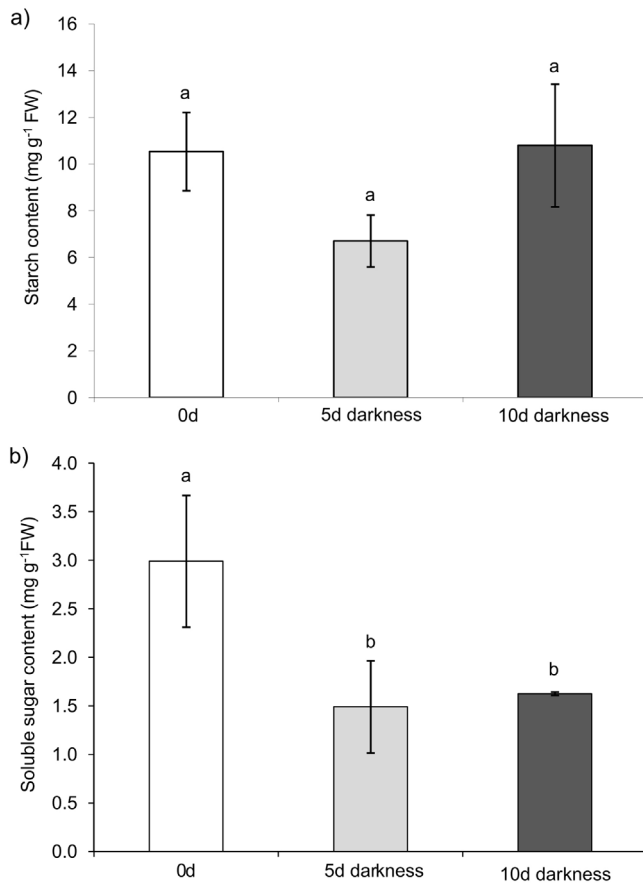 a)
Starch content (mg g⁻¹ FW)
16
14
12
10
8
6
4
2
0
a
a
a
0d
5d darkness
10d darkness
b)
Soluble sugar content (mg g⁻¹FW)
4.0
3.5
3.0
2.5
2.0
1.5
1.0
0.5
0.0
a
b
b
0d
5d darkness
10d darkness